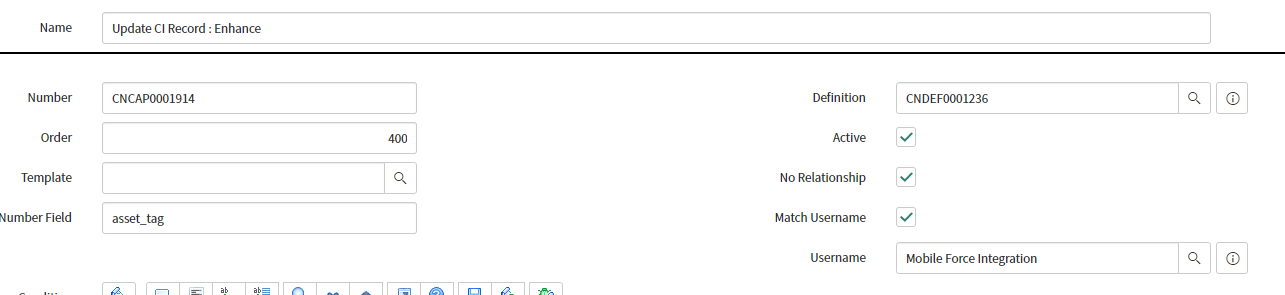 Name Update CI Record : Enhance
Number CNCAP0001914 Definition CNDEF0001236
Order 400 Active
Template No Relationship
Number Field asset_tag Match Username
Username Mobile Force Integration